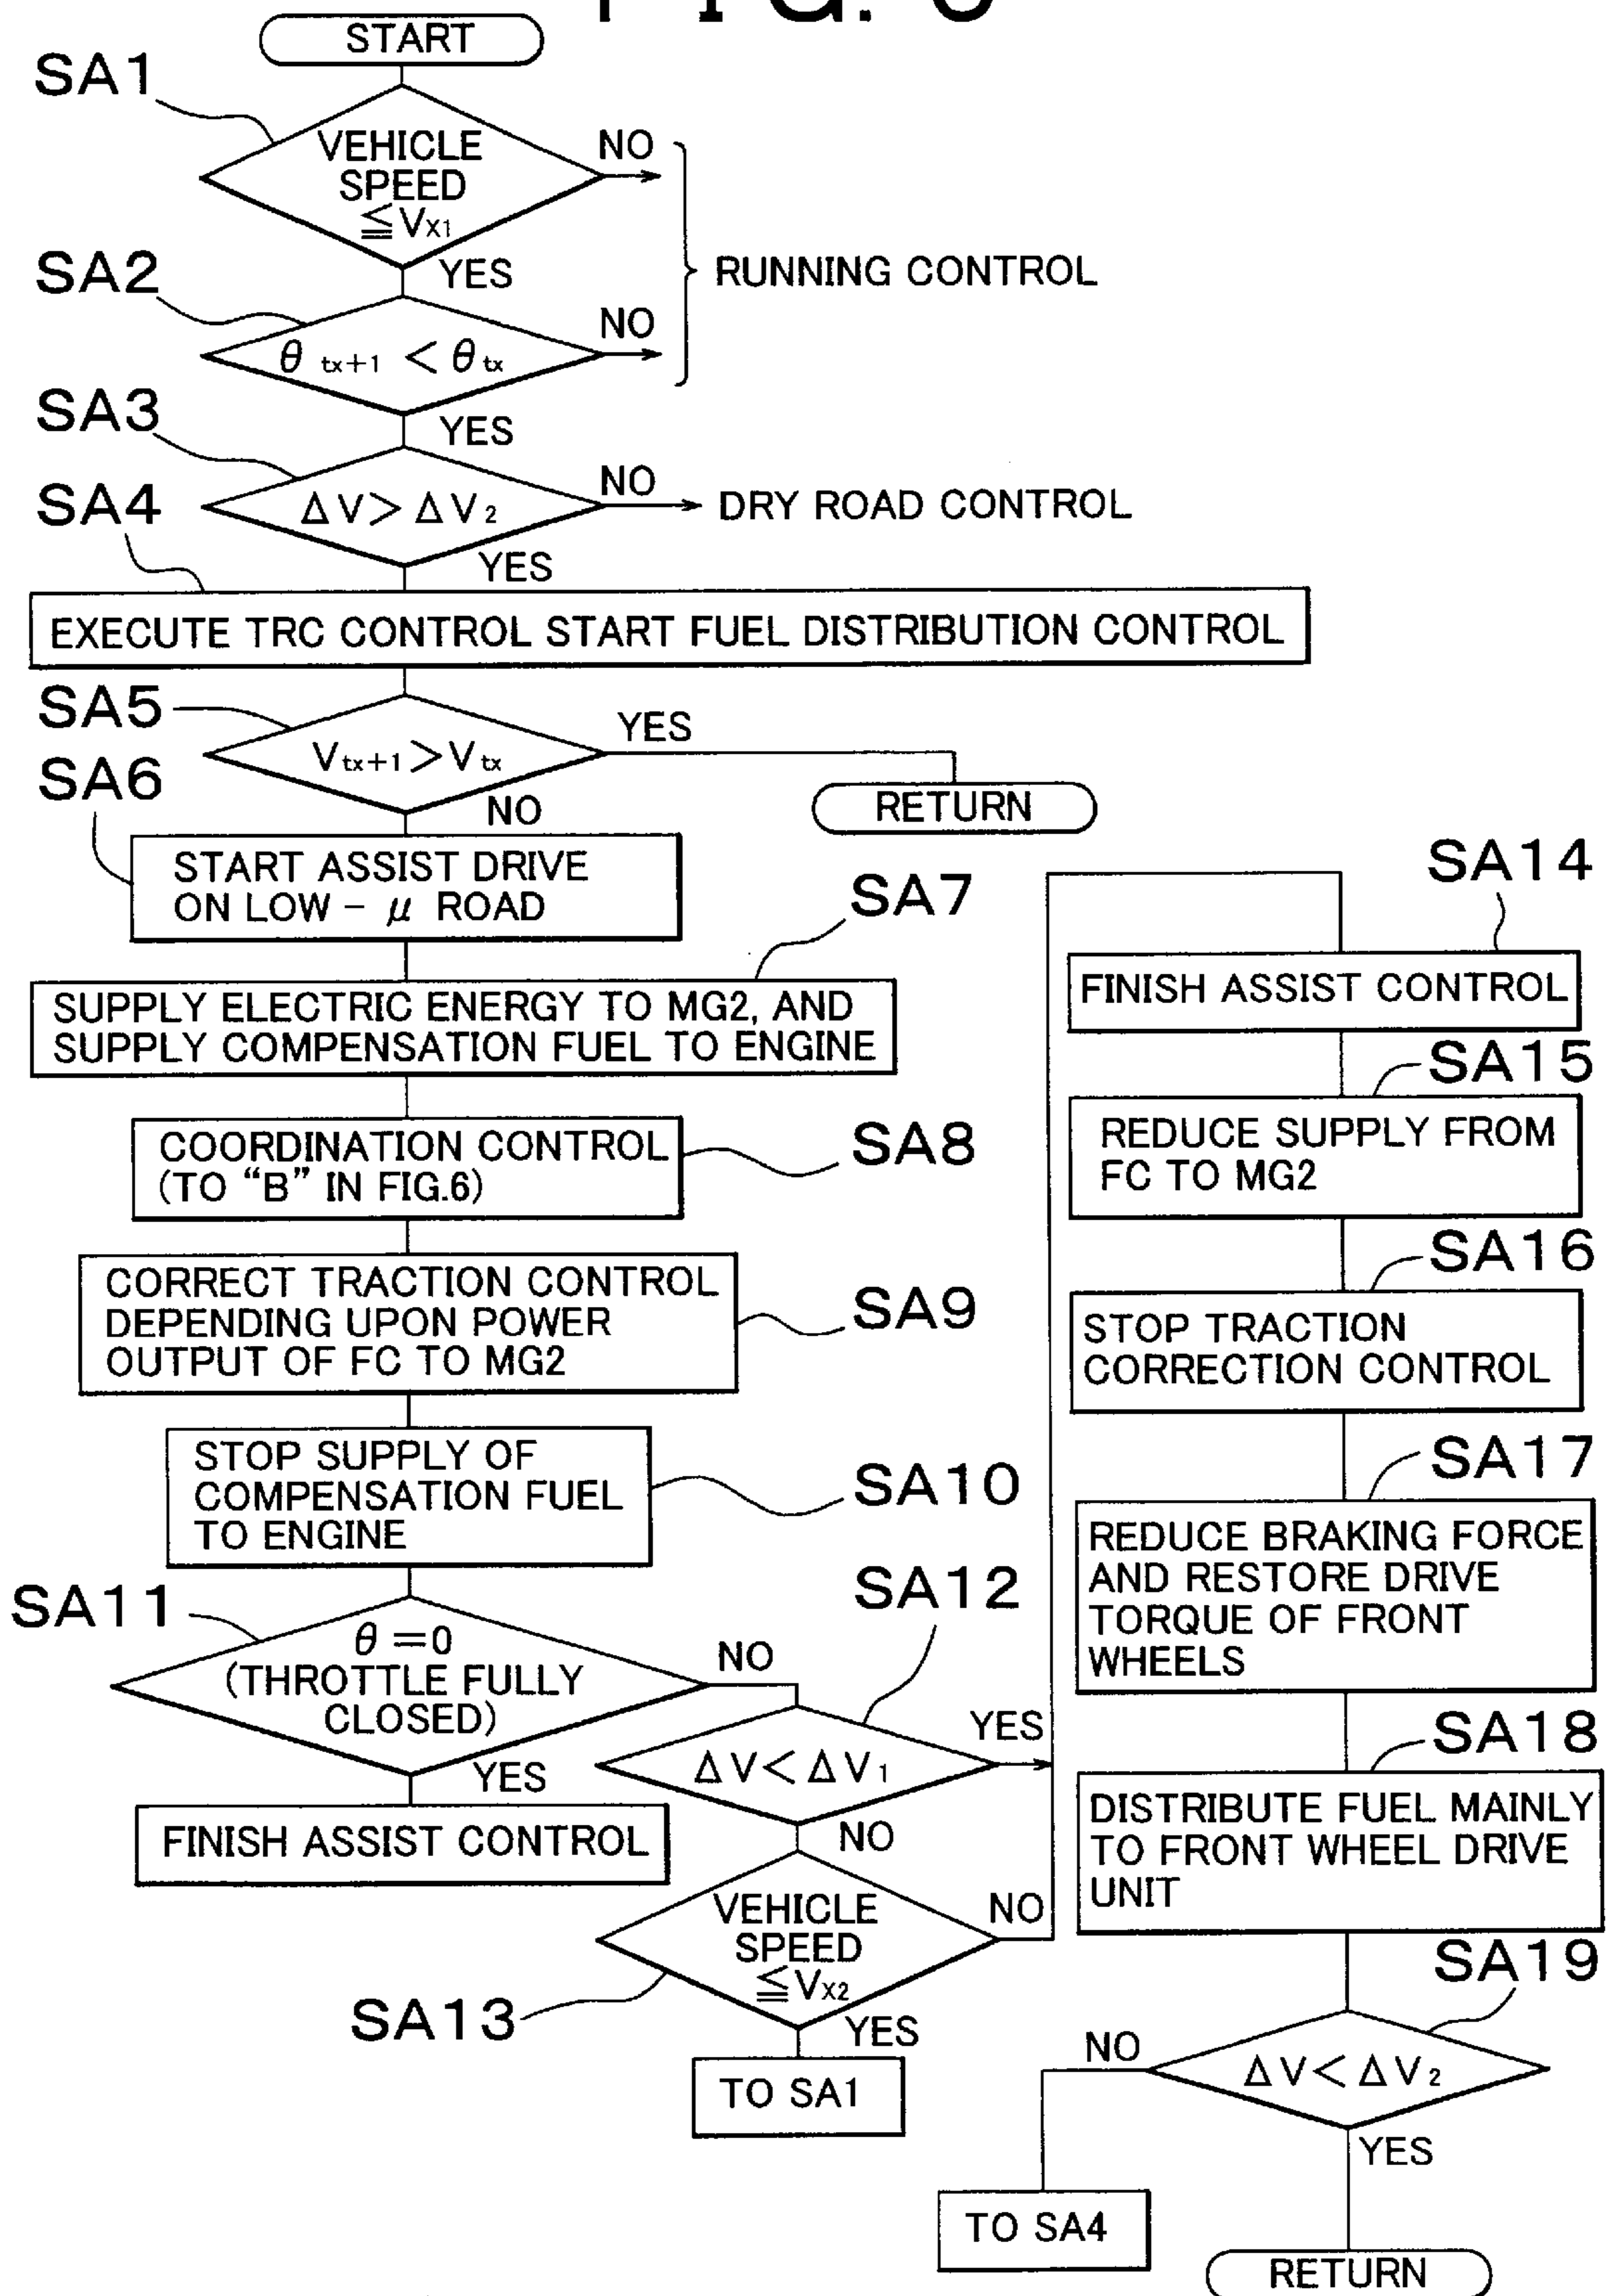 START
SA1
VEHICLE
SPEED
≦VX1
NO
YES
RUNNING CONTROL
SA2
θ tx+1 < θ tx
NO
YES
SA3
ΔV > ΔV2
NO
DRY ROAD CONTROL
YES
SA4
EXECUTE TRC CONTROL START FUEL DISTRIBUTION CONTROL
SA5
Vtx+1 > Vtx
YES
RETURN
NO
SA6
START ASSIST DRIVE
ON LOW - μ ROAD
SA7
SUPPLY ELECTRIC ENERGY TO MG2, AND
SUPPLY COMPENSATION FUEL TO ENGINE
COORDINATION CONTROL
(TO “B” IN FIG.6)
SA8
CORRECT TRACTION CONTROL
DEPENDING UPON POWER
OUTPUT OF FC TO MG2
SA9
STOP SUPPLY OF
COMPENSATION FUEL
TO ENGINE
SA10
SA11
θ =0
(THROTTLE FULLY
CLOSED)
NO
YES
FINISH ASSIST CONTROL
SA12
ΔV < ΔV1
YES
NO
VEHICLE
SPEED
≦VX2
NO
SA13
YES
TO SA1
SA14
FINISH ASSIST CONTROL
SA15
REDUCE SUPPLY FROM
FC TO MG2
SA16
STOP TRACTION
CORRECTION CONTROL
SA17
REDUCE BRAKING FORCE
AND RESTORE DRIVE
TORQUE OF FRONT
WHEELS
SA18
DISTRIBUTE FUEL MAINLY
TO FRONT WHEEL DRIVE
UNIT
SA19
ΔV < ΔV2
NO
YES
TO SA4
RETURN